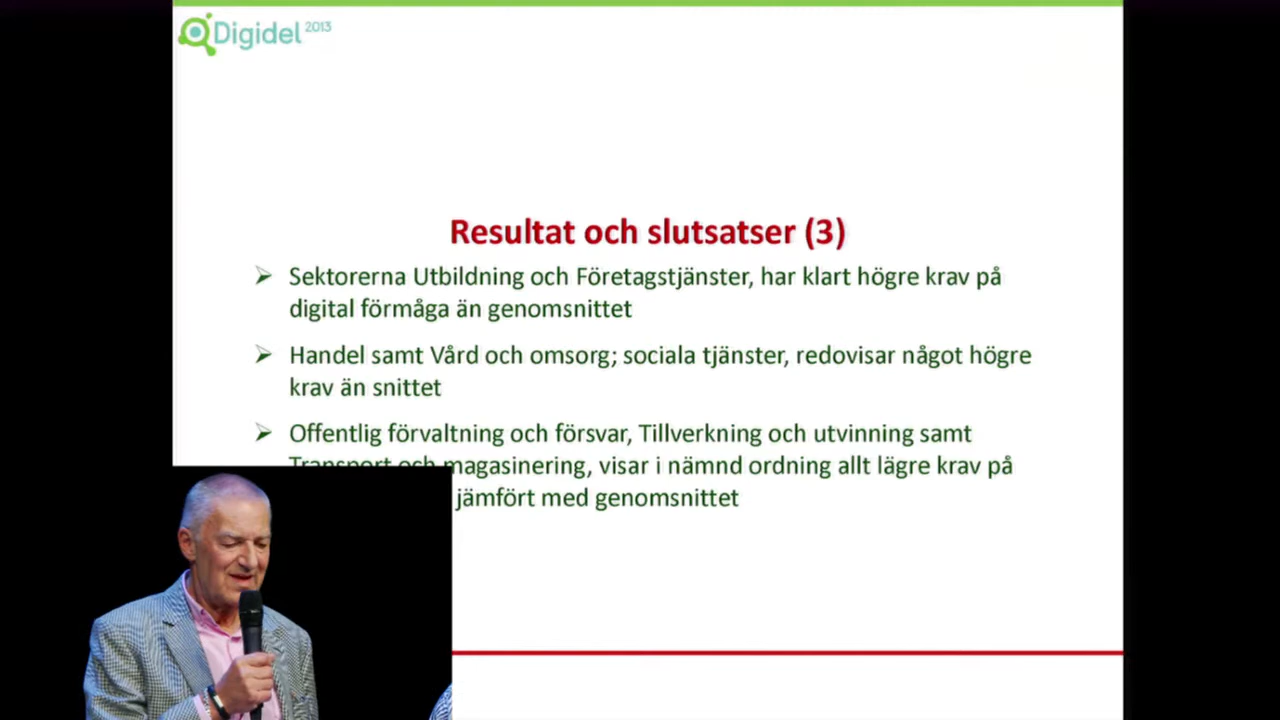 Digidel 2013
Resultat och slutsatser (3)
Sektorerna Utbildning och Företagstjänster, har klart högre krav på
digital förmåga än genomsnittet
Handel samt Vård och omsorg; sociala tjänster, redovisar något högre
krav än snittet
Offentlig förvaltning och försvar, Tillverkning och utvinning samt
Transport och magasinering, visar i nämnd ordning allt lägre krav på
jämfört med genomsnittet